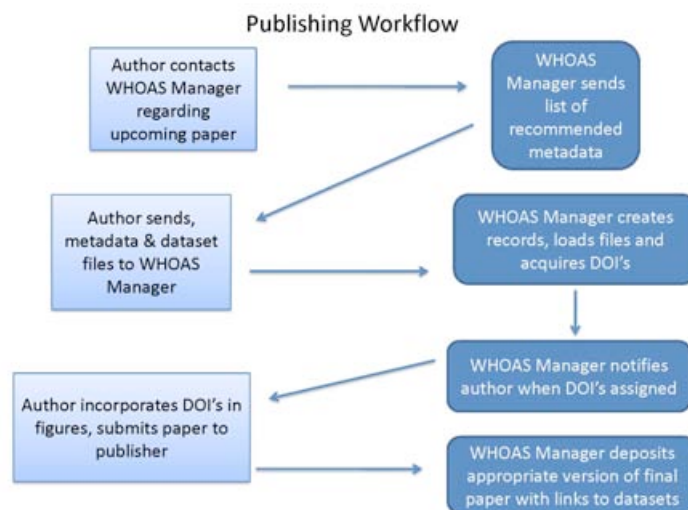 Publishing Workflow
Author contacts
WHOAS Manager
regarding
upcoming paper
WHOAS
Manager sends
list of
recommended
metadata
Author sends,
metadata & dataset
files to WHOAS
Manager
WHOAS Manager creates
records, loads files and
acquires DOI's
WHOAS Manager notifies
author when DOI's assigned
Author incorporates DOI's in
figures, submits paper to
publisher
WHOAS Manager deposits
appropriate version of final
paper with links to datasets